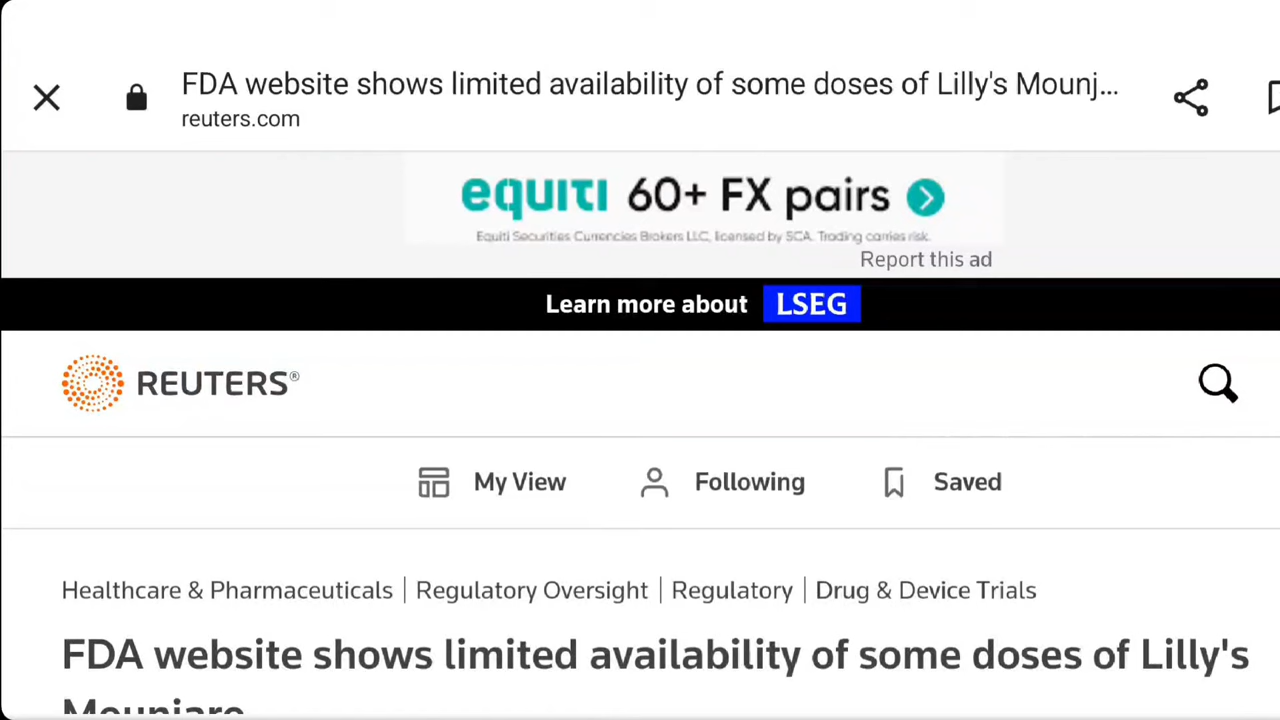 FDA website shows limited availability of some doses of Lilly's Mounj...
reuters.com
equiti 60+ FX pairs
Equiti Securities Currencies Brokers LLC, licensed by SCA. Trading carries risk.
Report this ad
Learn more about LSEG
REUTERS®
My View Following Saved
Healthcare & Pharmaceuticals | Regulatory Oversight | Regulatory | Drug & Device Trials
FDA website shows limited availability of some doses of Lilly's
Mounjaro